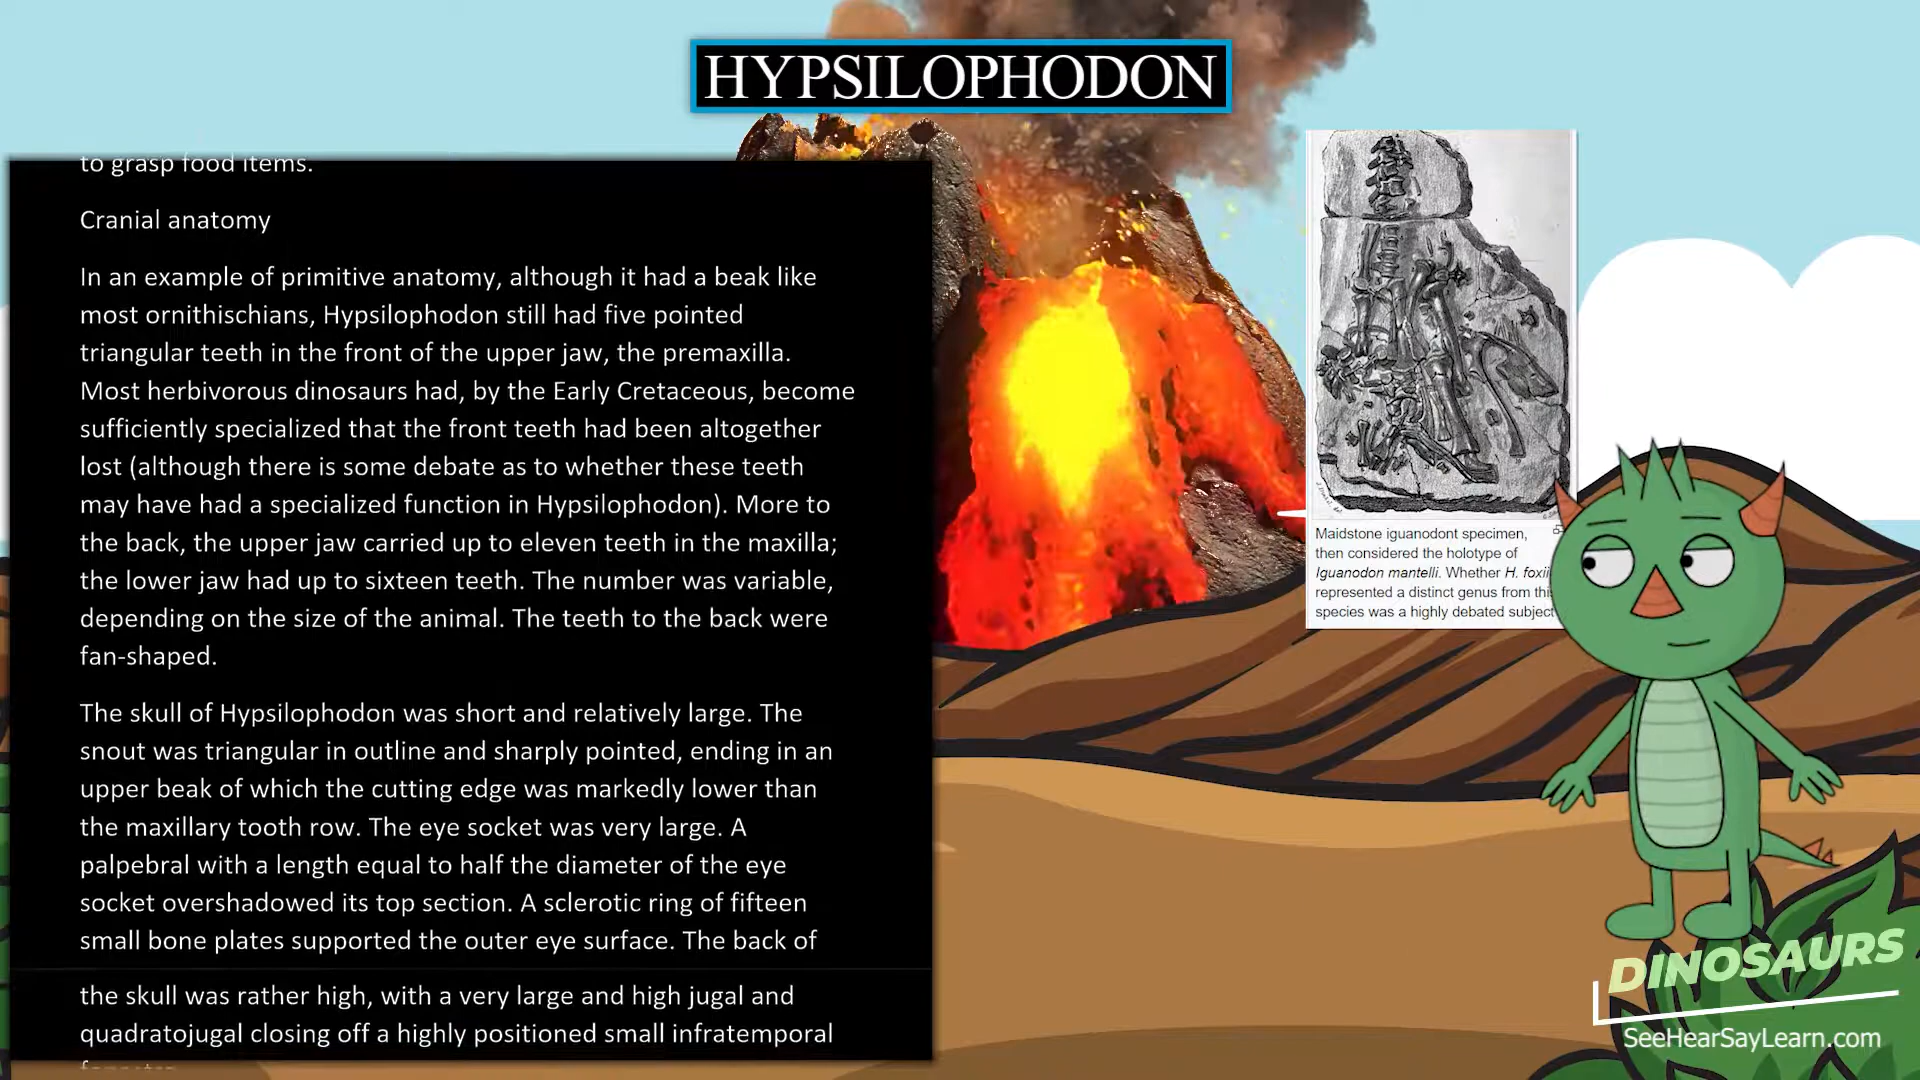 HYPSILOPHODON
to grasp food items.
Cranial anatomy
In an example of primitive anatomy, although it had a beak like
most ornithischians, Hypsilophodon still had five pointed
triangular teeth in the front of the upper jaw, the premaxilla.
Most herbivorous dinosaurs had, by the Early Cretaceous, become
sufficiently specialized that the front teeth had been altogether
lost (although there is some debate as to whether these teeth
may have had a specialized function in Hypsilophodon). More to
the back, the upper jaw carried up to eleven teeth in the maxilla;
the lower jaw had up to sixteen teeth. The number was variable,
depending on the size of the animal. The teeth to the back were
fan-shaped.
The skull of Hypsilophodon was short and relatively large. The
snout was triangular in outline and sharply pointed, ending in an
upper beak of which the cutting edge was markedly lower than
the maxillary tooth row. The eye socket was very large. A
palpebral with a length equal to half the diameter of the eye
socket overshadowed its top section. A sclerotic ring of fifteen
small bone plates supported the outer eye surface. The back of
the skull was rather high, with a very large and high jugal and
quadratojugal closing off a highly positioned small infratemporal
Maidstone iguanodont specimen,
then considered the holotype of
Iguanodon mantelli. Whether H. foxii
represented a distinct genus from this
species was a highly debated subject
DINOSAURS
SeeHearSayLearn.com